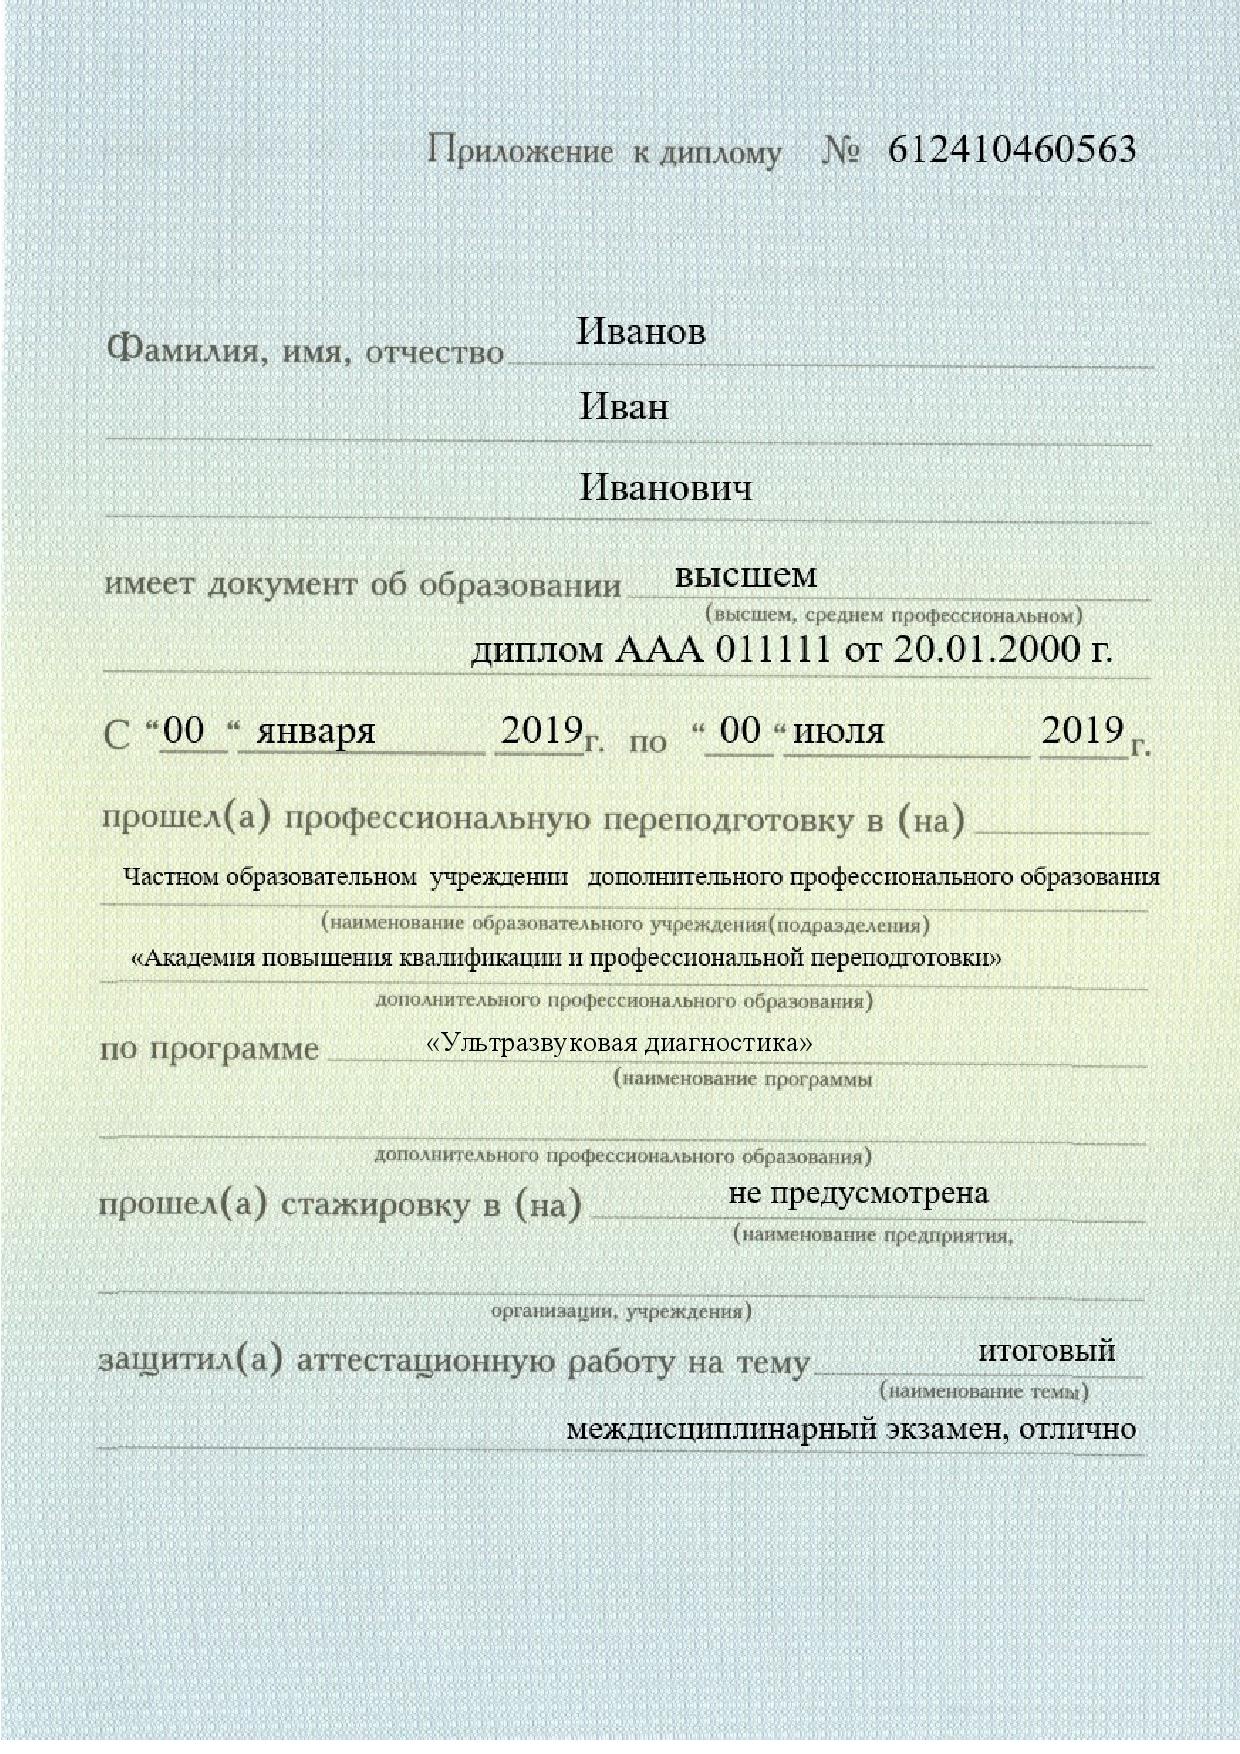 Приложение к диплому № 612410460563
Фамилия, имя, отчество Иванов
Иван
Иванович
имеет документ об образовании высшем
(высшем, среднем профессиональном)
диплом ААА 011111 от 20.01.2000 г.
С “00 “ января 2019г. по “ 00 “ июля 2019 г.
прошел(а) профессиональную переподготовку в (на)
Частном образовательном учреждении дополнительного профессионального образования
(наименование образовательного учреждения(подразделения)
«Академия повышения квалификации и профессиональной переподготовки»
дополнительного профессионального образования)
по программе «Ультразвуковая диагностика»
(наименование программы
дополнительного профессионального образования)
прошел(а) стажировку в (на) не предусмотрена
(наименование предприятия,
организации, учреждения)
защитил(а) аттестационную работу на тему итоговый
(наименование темы)
междисциплинарный экзамен, отлично